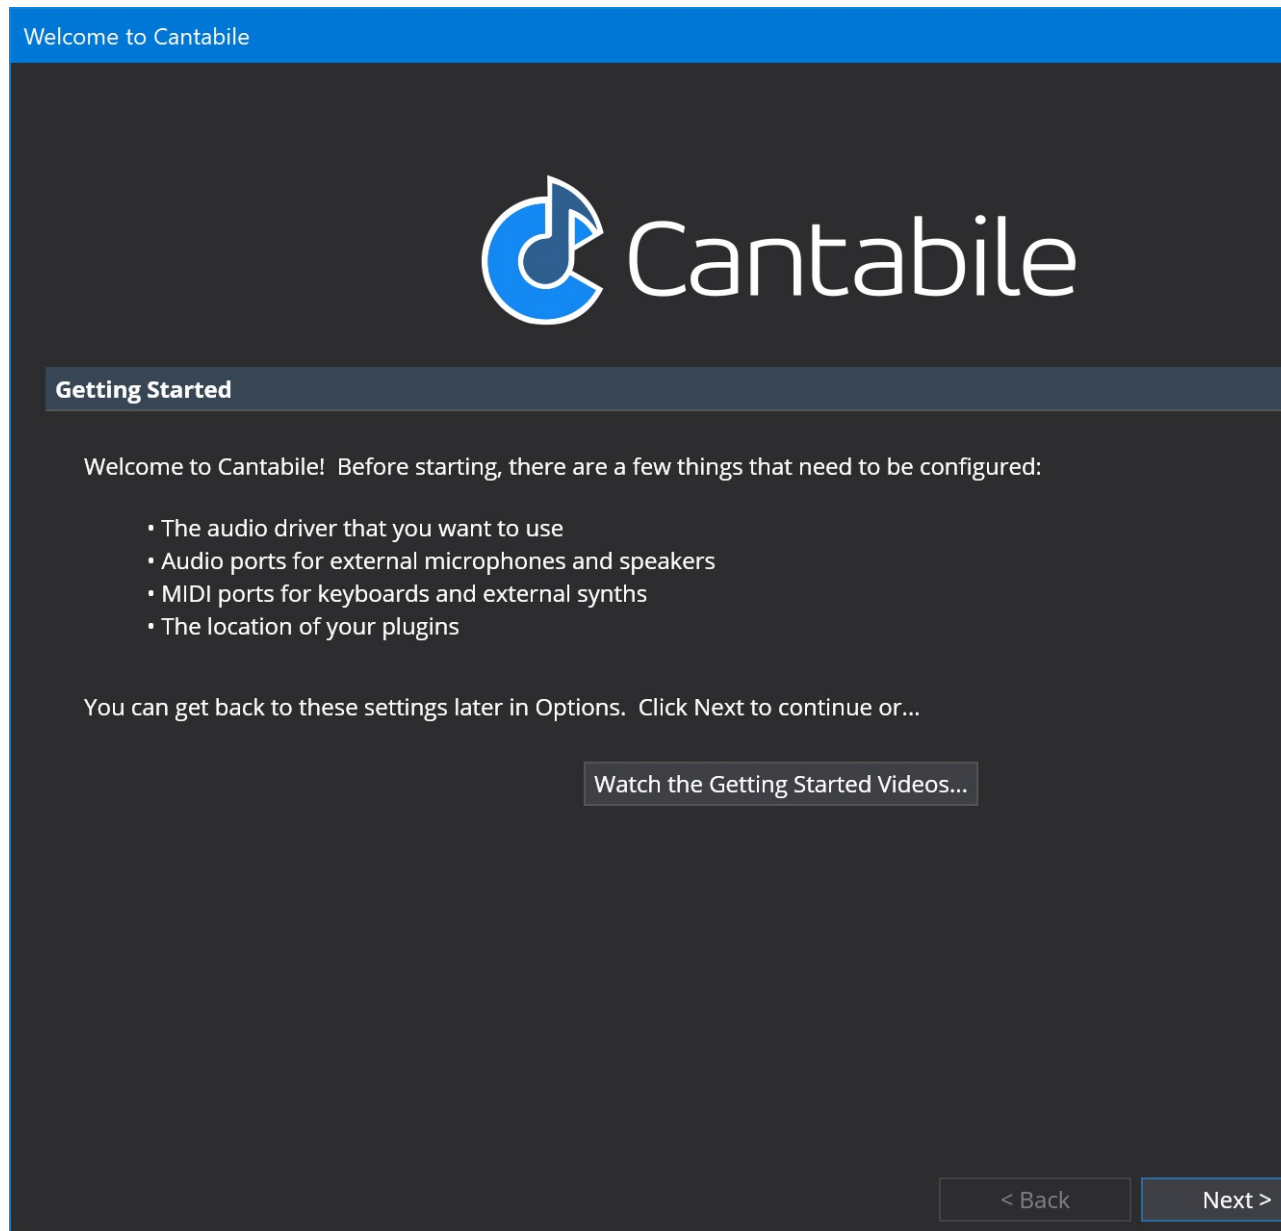 Welcome to Cantabile
Cantabile
Getting Started
Welcome to Cantabile!  Before starting, there are a few things that need to be configured:
• The audio driver that you want to use
• Audio ports for external microphones and speakers
• MIDI ports for keyboards and external synths
• The location of your plugins
You can get back to these settings later in Options.  Click Next to continue or...
Watch the Getting Started Videos...
< Back
Next >